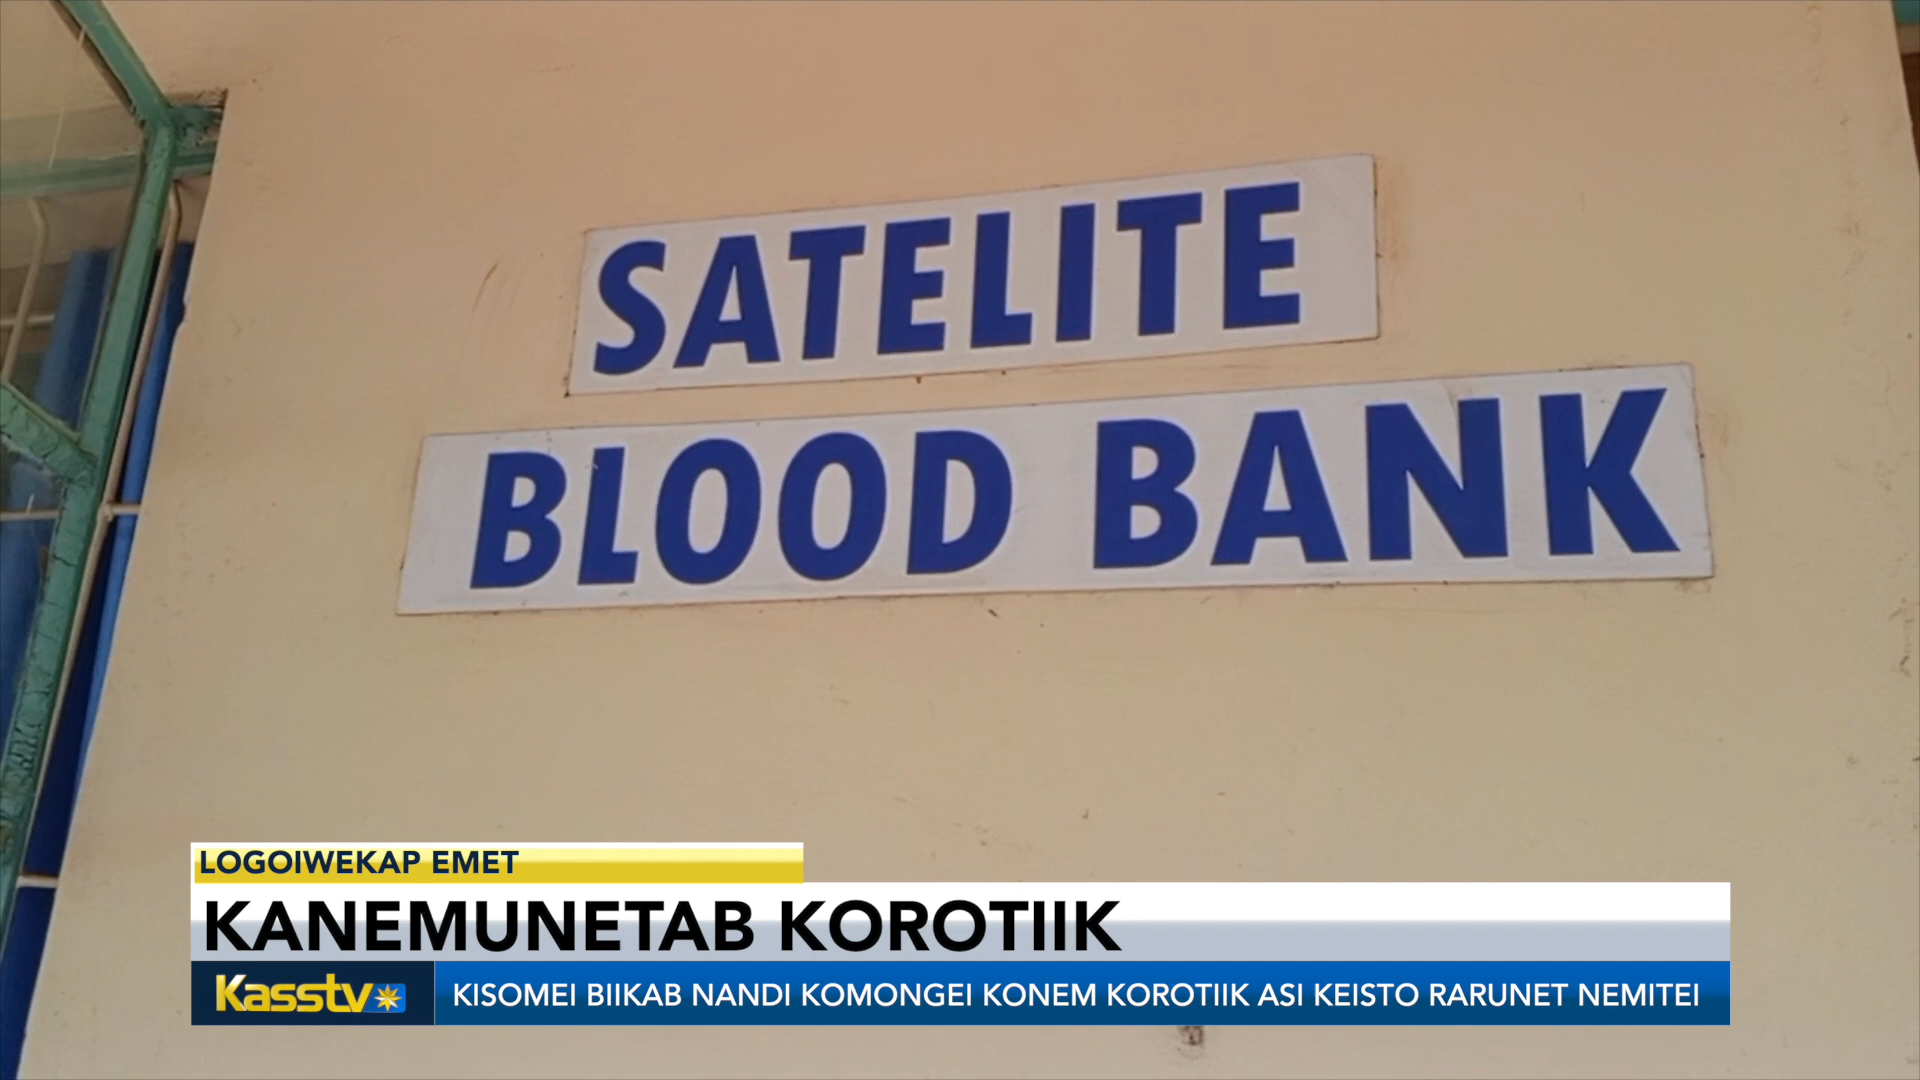 SATELITE
BLOOD BANK
LOGOIWEKAP EMET
KANEMUNETAB KOROTIIK
Kasstv
KISOMEI BIIKAB NANDI KOMONGEI KONEM KOROTIIK ASI KEISTO RARUNET NEMITEI